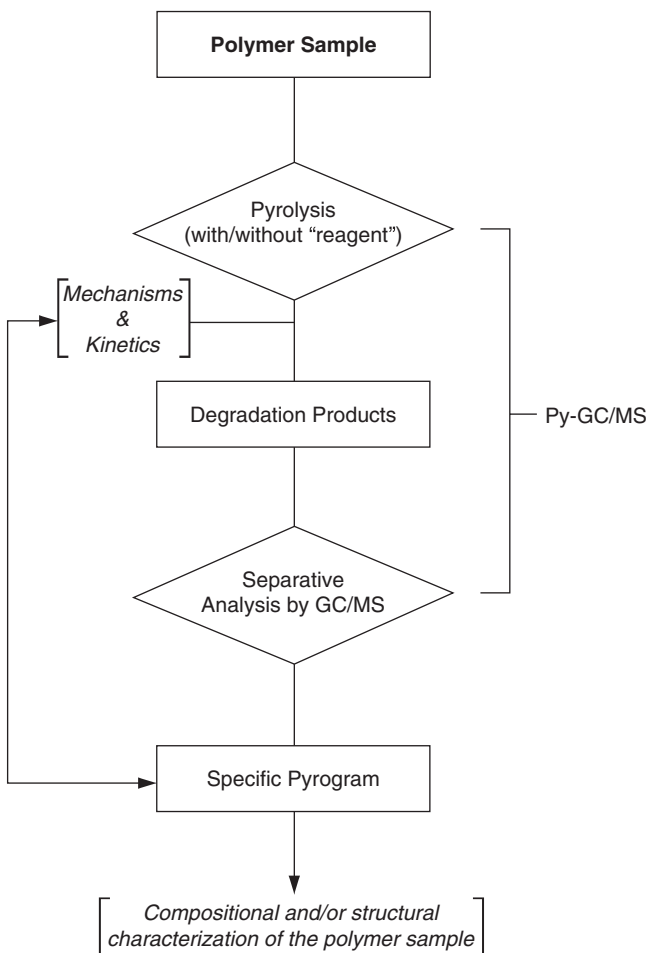 Polymer Sample
Pyrolysis
(with/without “reagent”)
Mechanisms
&
Kinetics
Degradation Products
Py-GC/MS
Separative
Analysis by GC/MS
Specific Pyrogram
Compositional and/or structural
characterization of the polymer sample